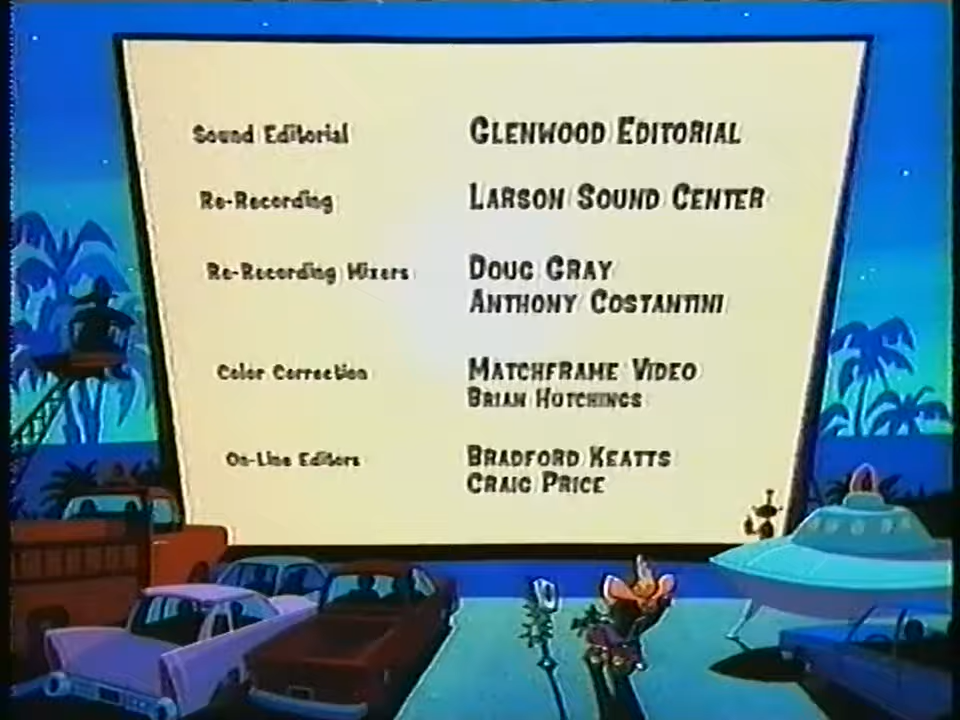 Sound Editorial GLENWOOD EDITORIAL
Re-Recording LARSON SOUND CENTER
Re-Recording Mixers DOUG GRAY
ANTHONY COSTANTINI
Color Correction MATCHFRAME VIDEO
BRIAN HUTCHINGS
On-Line Editors BRADFORD KEATTS
CRAIG PRICE